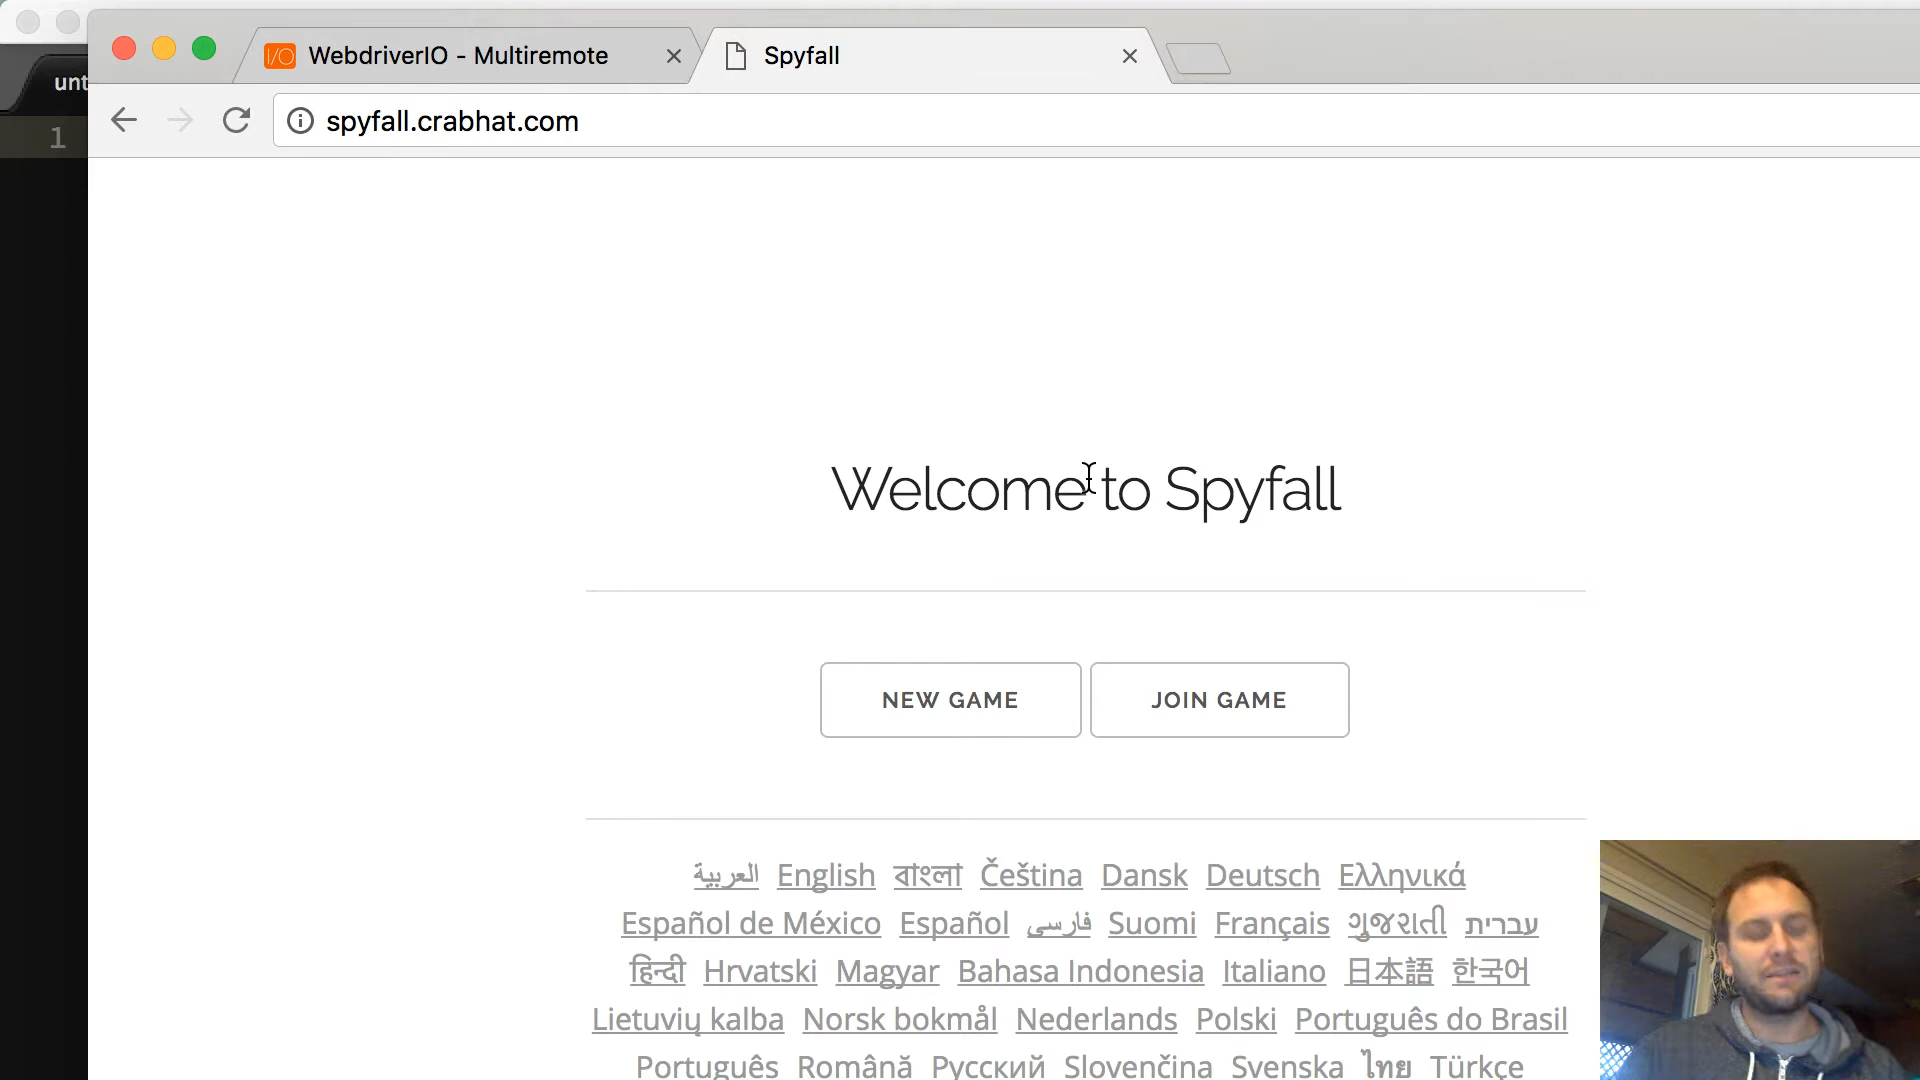 WebdriverIO - Multiremote
Spyfall
unt
spyfall.crabhat.com
1
Welcome to Spyfall
NEW GAME
JOIN GAME
العربية English বাংলা Čeština Dansk Deutsch Ελληνικά
Español de México Español فارسی Suomi Français ગુજરાતી עברית
हिन्दी Hrvatski Magyar Bahasa Indonesia Italiano 日本語 한국어
Lietuvių kalba Norsk bokmål Nederlands Polski Português do Brasil
Português Română Русский Slovenčina Svenska ไทย Türkçe